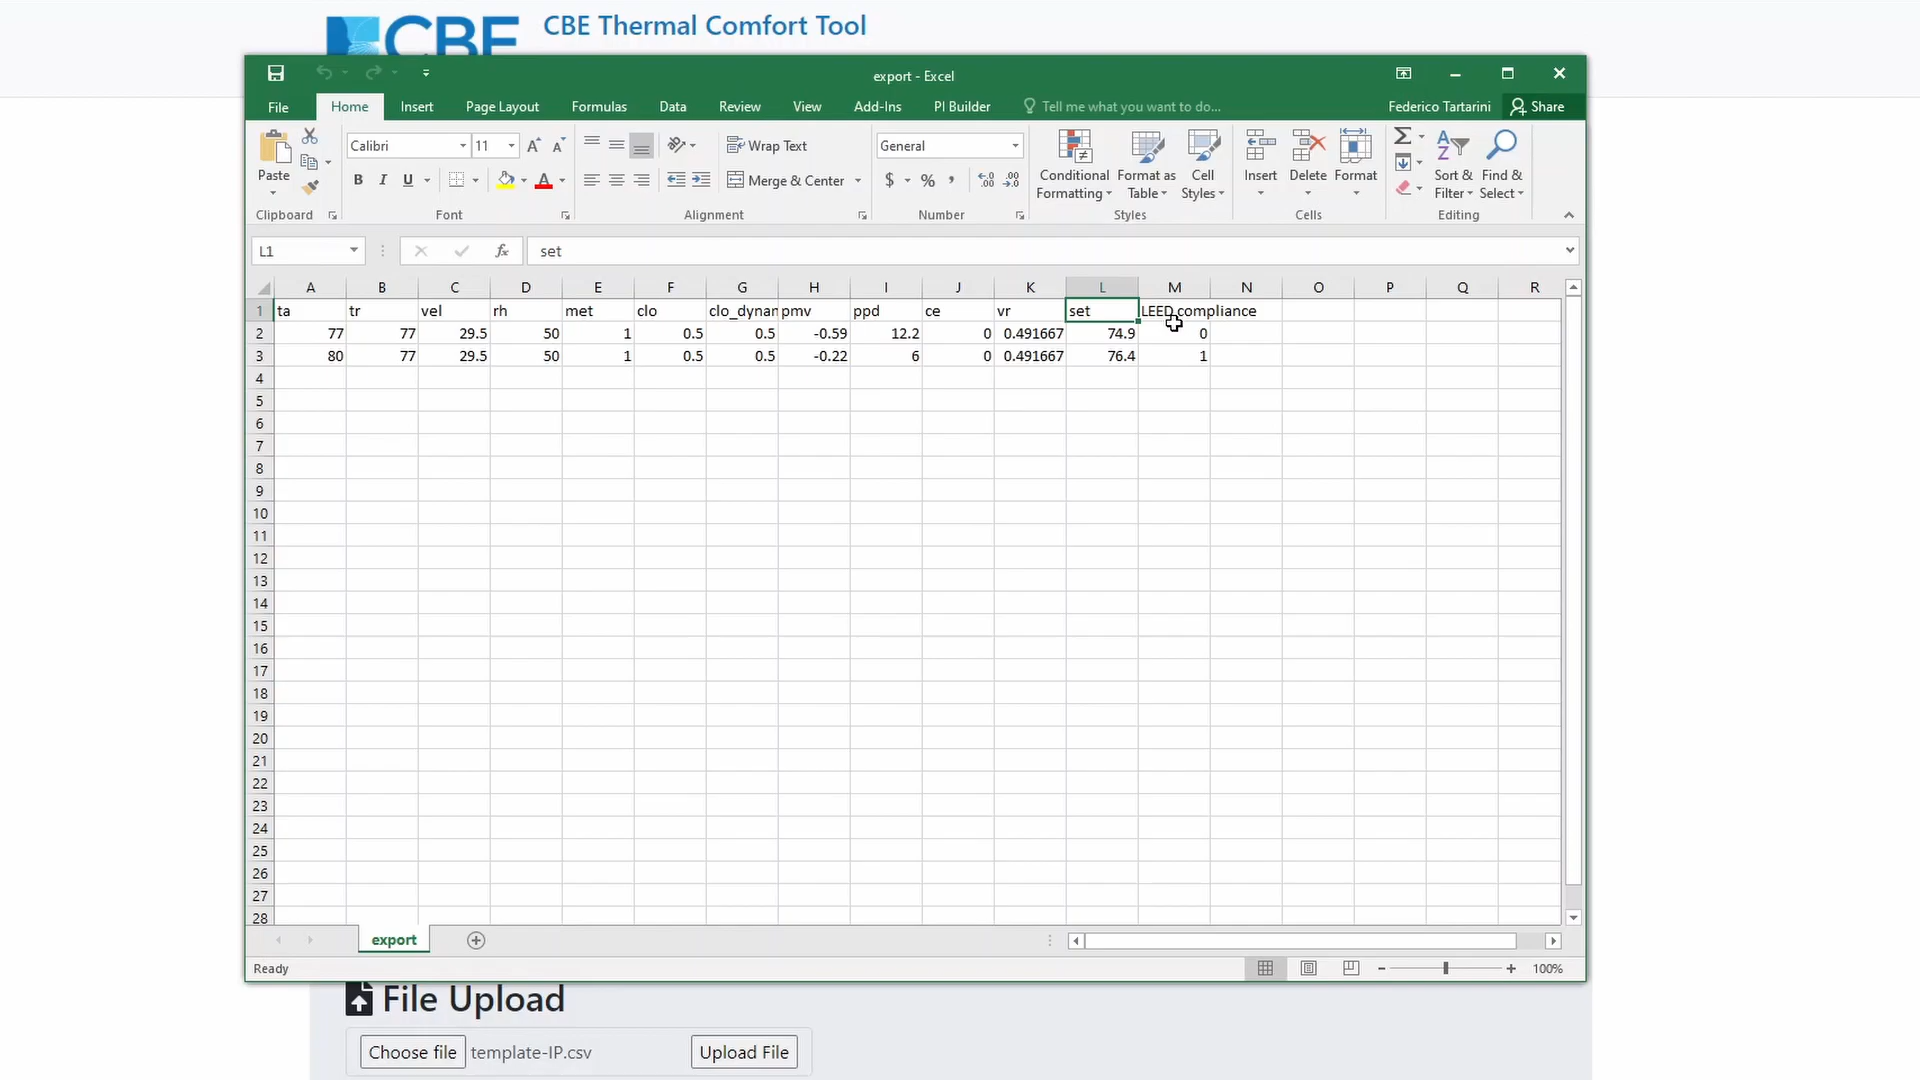 CBE
CBE Thermal Comfort Tool
export - Excel
File Home Insert Page Layout Formulas Data Review View Add-Ins PI Builder Tell me what you want to do... Federico Tartarini Share
Paste
Calibri 11
B I U
A A
A
Wrap Text
Merge & Center
General
$ % ,
Conditional Formatting
Format as Table
Cell Styles
Insert
Delete
Format
Sort & Filter
Find & Select
Clipboard Font Alignment Number Styles Cells Editing
L1 fx set
A B C D E F G H I J K L M N O P Q R
1 ta tr vel rh met clo clo_dynam pmv ppd ce vr set LEED compliance
2 77 77 29.5 50 1 0.5 0.5 -0.59 12.2 0 0.491667 74.9 0
3 80 77 29.5 50 1 0.5 0.5 -0.22 6 0 0.491667 76.4 1
4
5
6
7
8
9
10
11
12
13
14
15
16
17
18
19
20
21
22
23
24
25
26
27
28
export
Ready 100%
File Upload
Choose file template-IP.csv Upload File